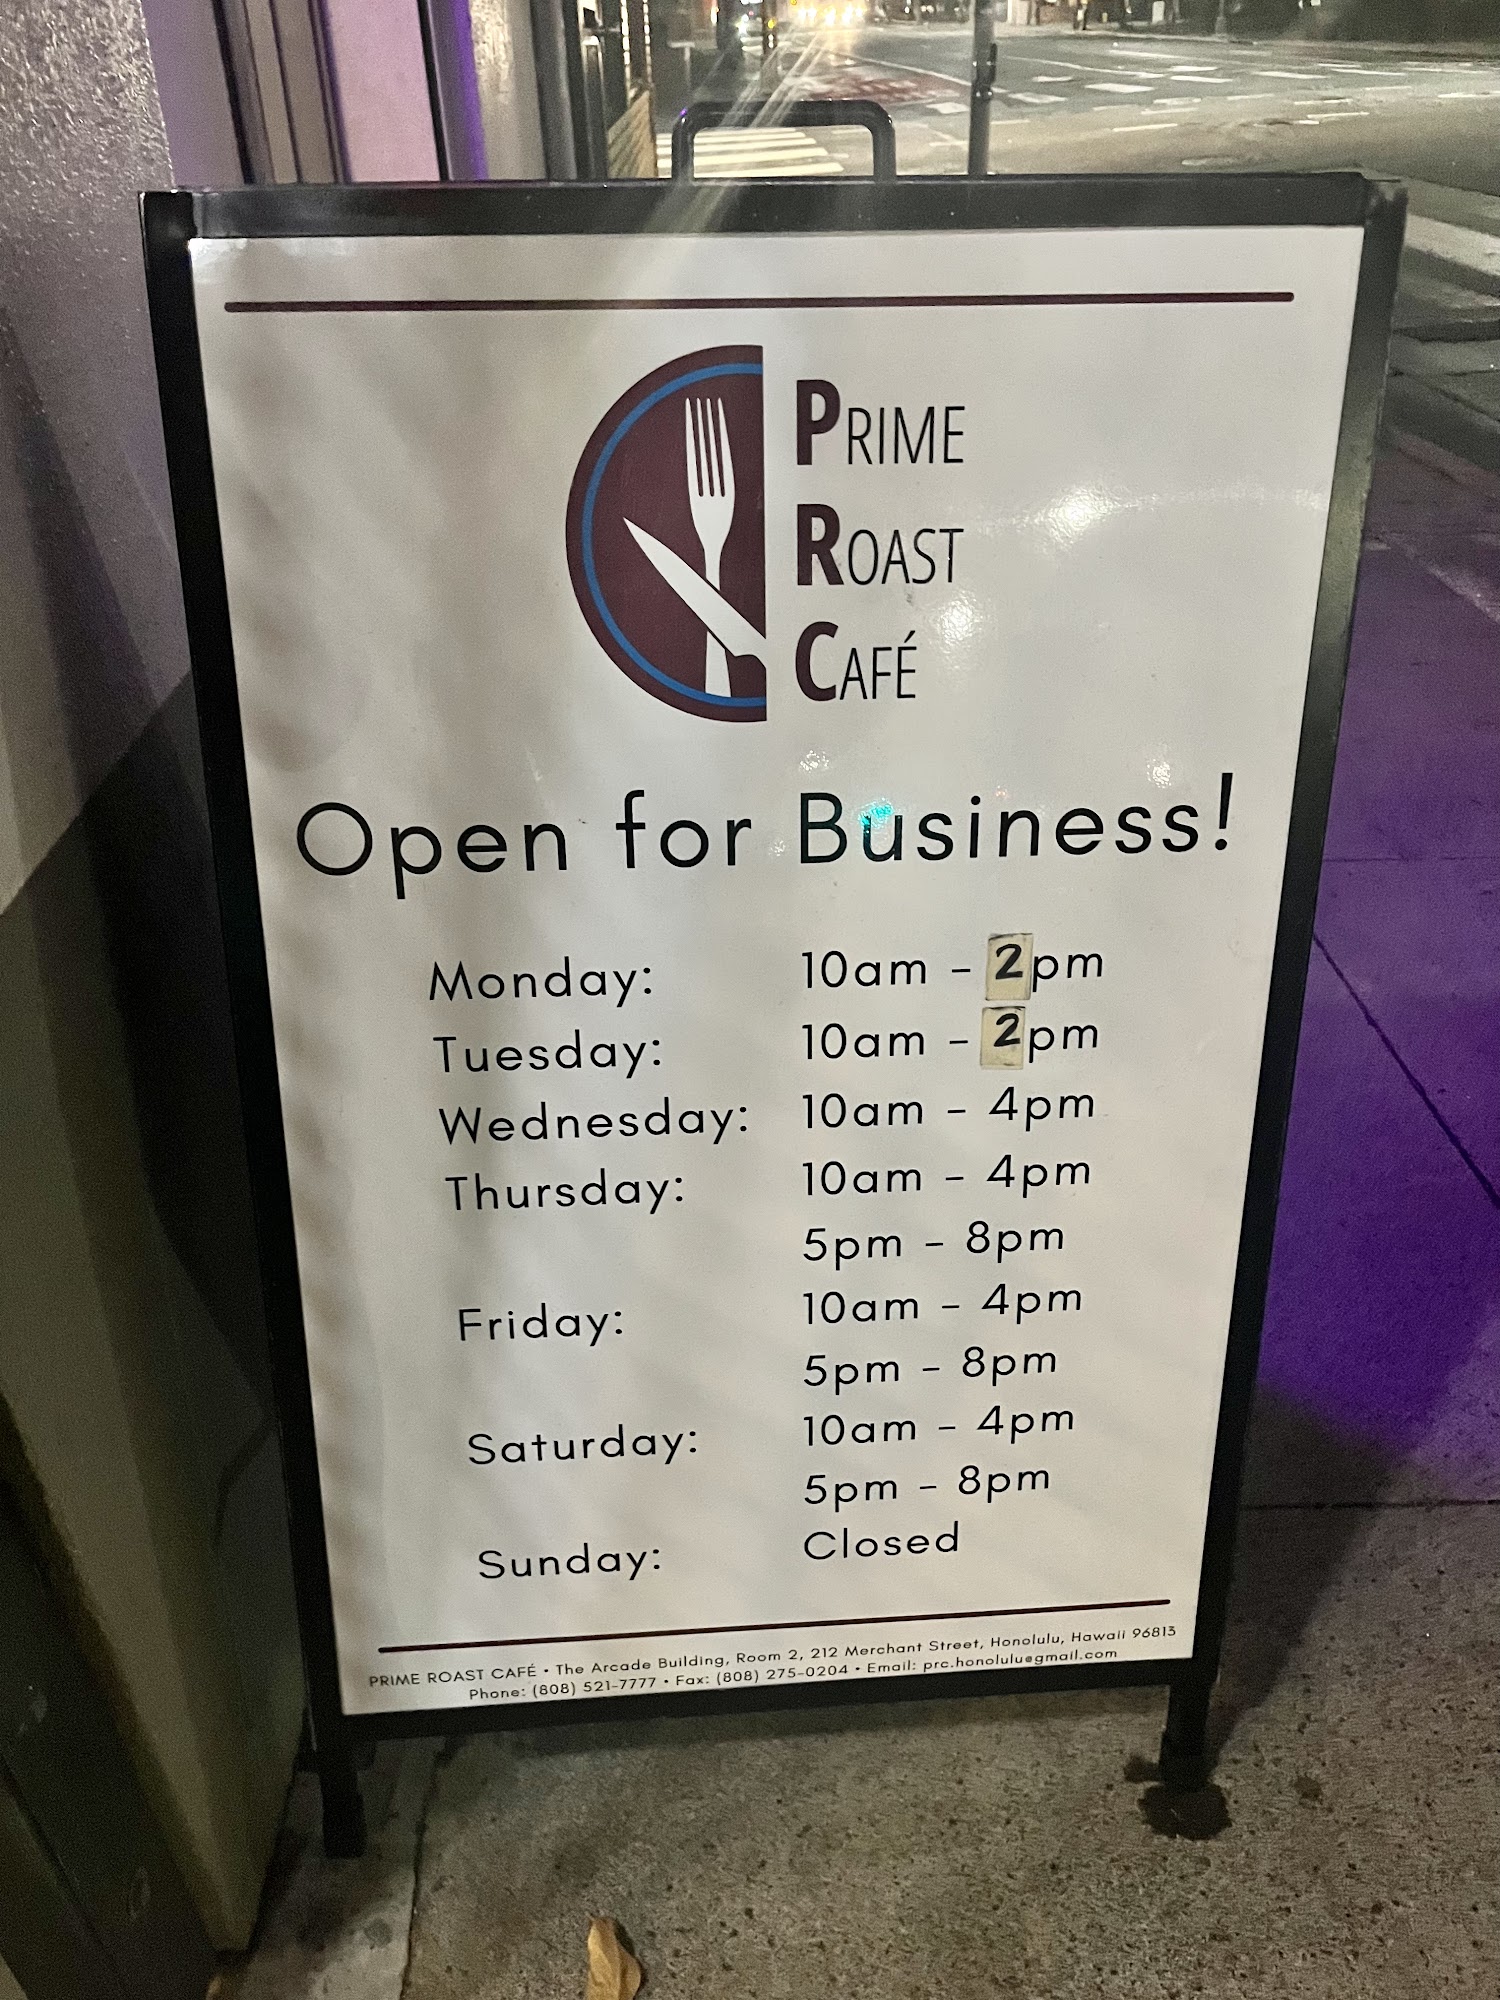 PRIME
ROAST
CAFÉ
Open for Business!
Monday: 10am - 2pm
Tuesday: 10am - 2pm
Wednesday: 10am - 4pm
Thursday: 10am - 4pm
5pm - 8pm
Friday: 10am - 4pm
5pm - 8pm
Saturday: 10am - 4pm
5pm - 8pm
Sunday: Closed
PRIME ROAST CAFÉ • The Arcade Building, Room 2, 212 Merchant Street, Honolulu, Hawaii 96813
Phone: (808) 521-7777 • Fax: (808) 275-0204 • Email: prc.honolulu@gmail.com